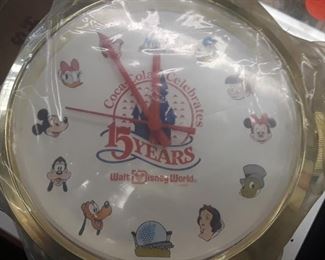 Coca-Cola Celebrates
15 YEARS
Walt Disney World